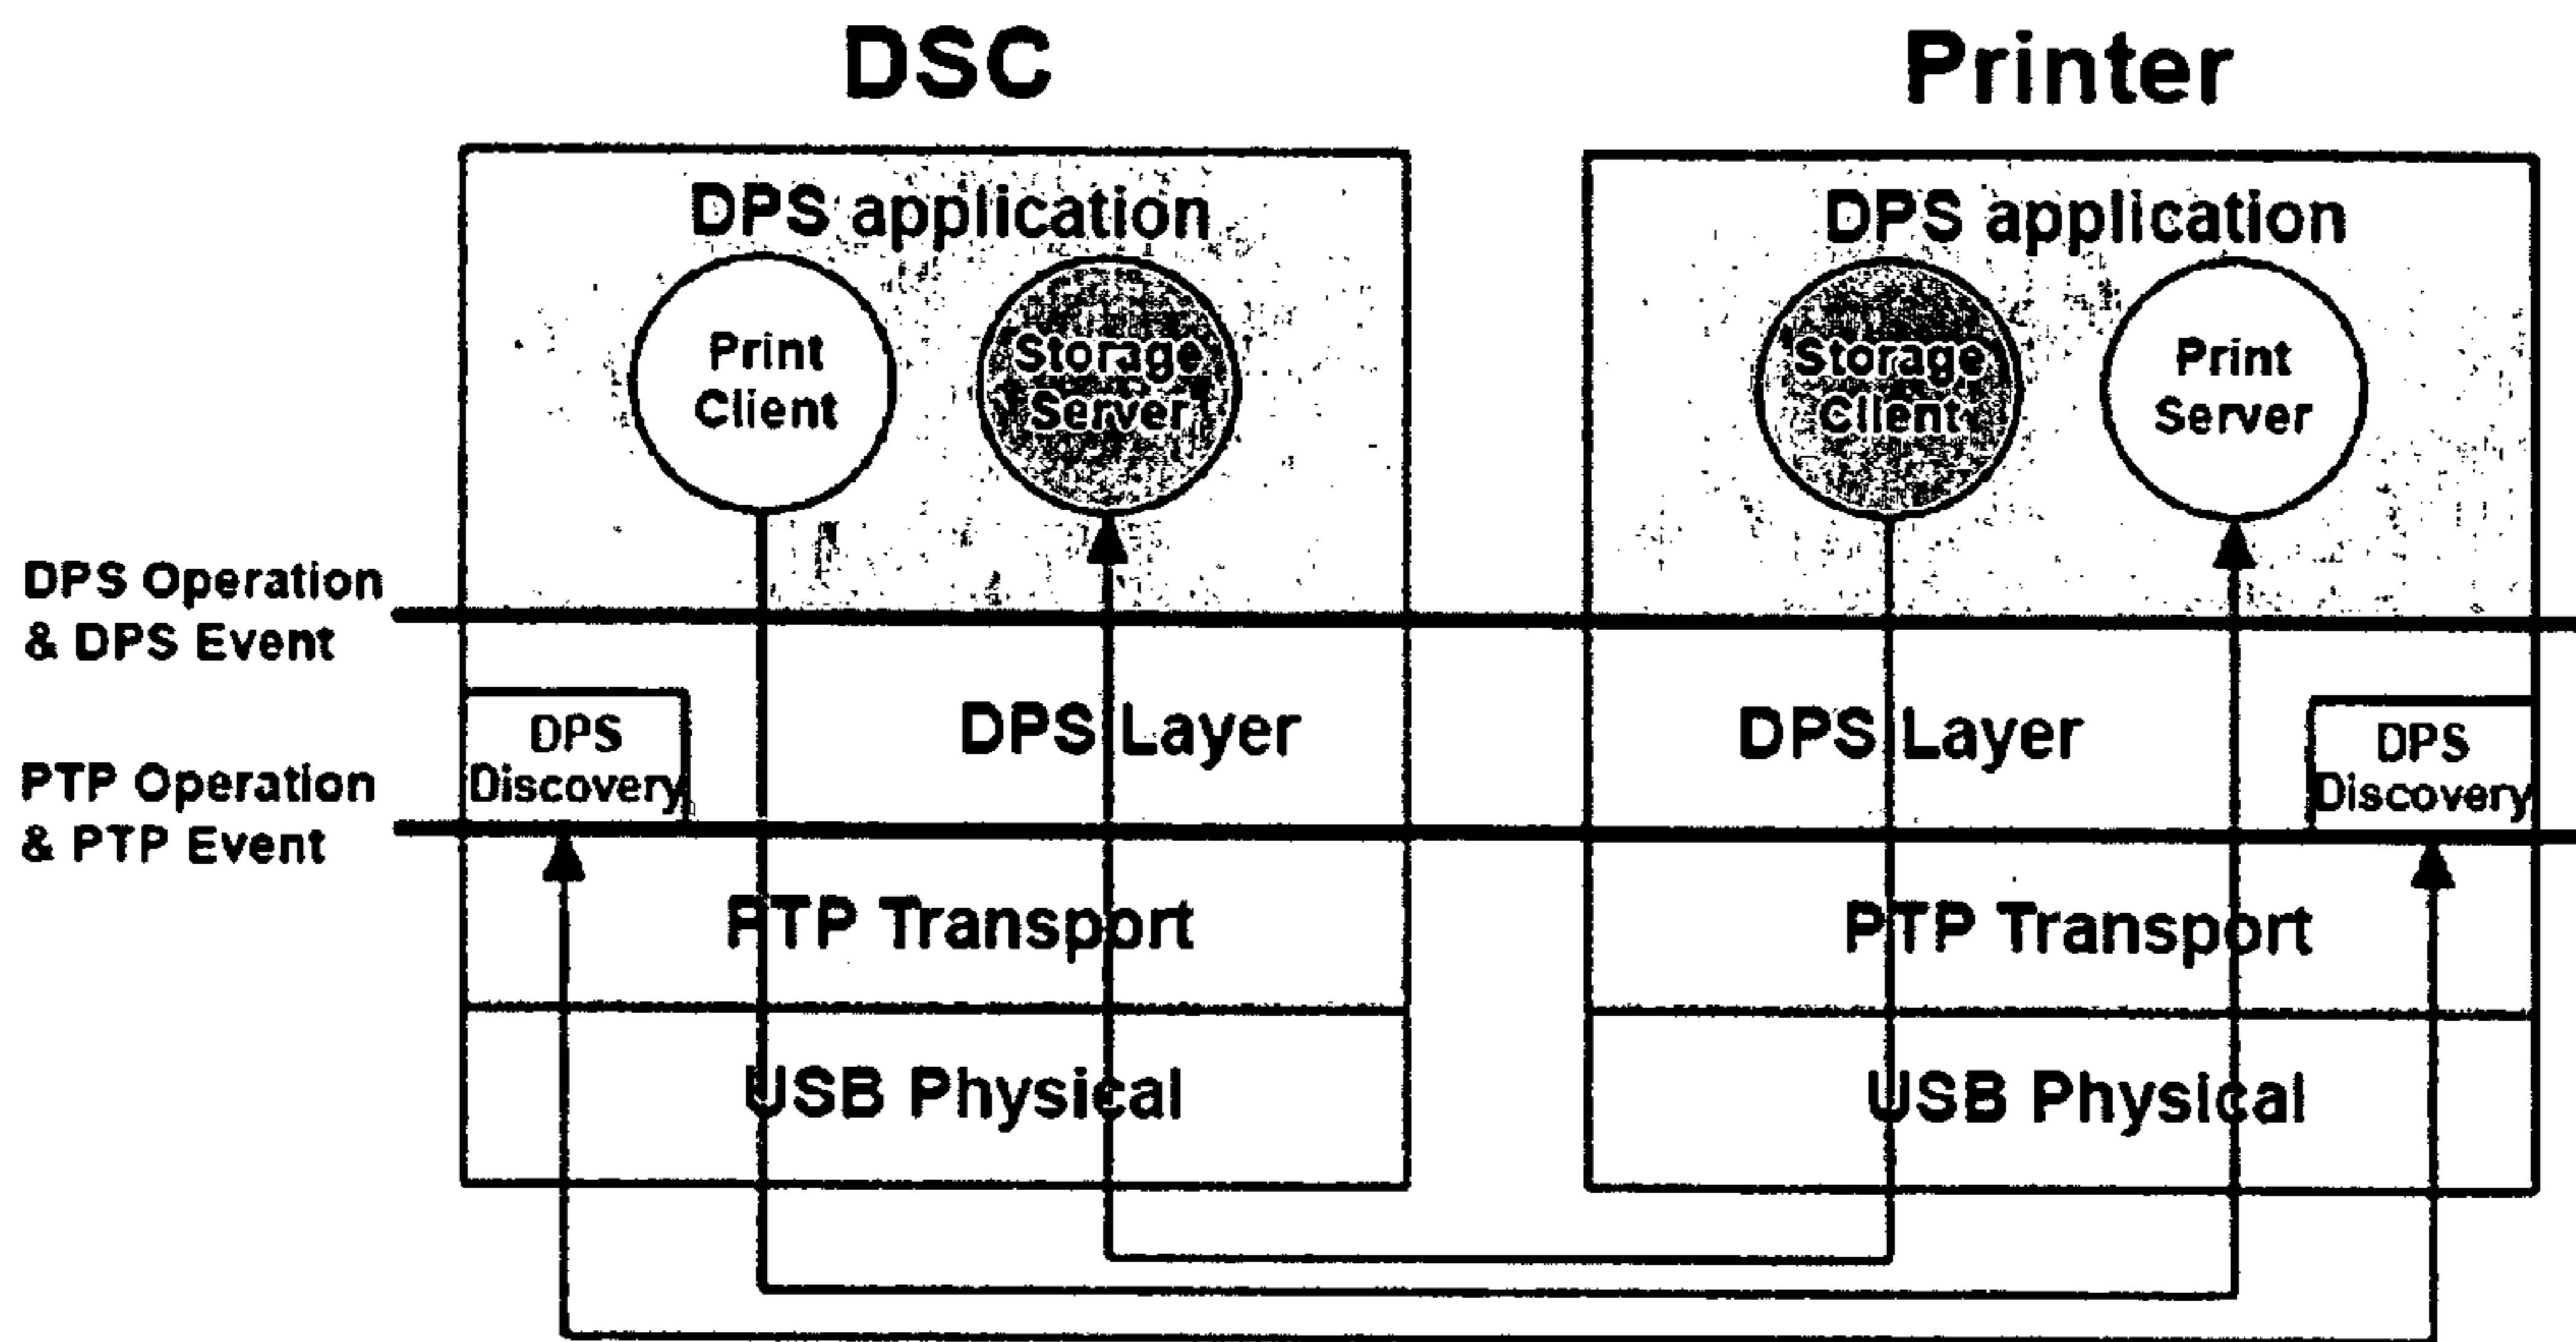 DSC
Printer
DPS application
DPS application
Print
Client
Storage
Server
Storage
Client
Print
Server
DPS Operation
& DPS Event
DPS
Discovery
DPS Layer
DPS Layer
DPS
Discovery
PTP Operation
& PTP Event
PTP Transport
PTP Transport
USB Physical
USB Physical